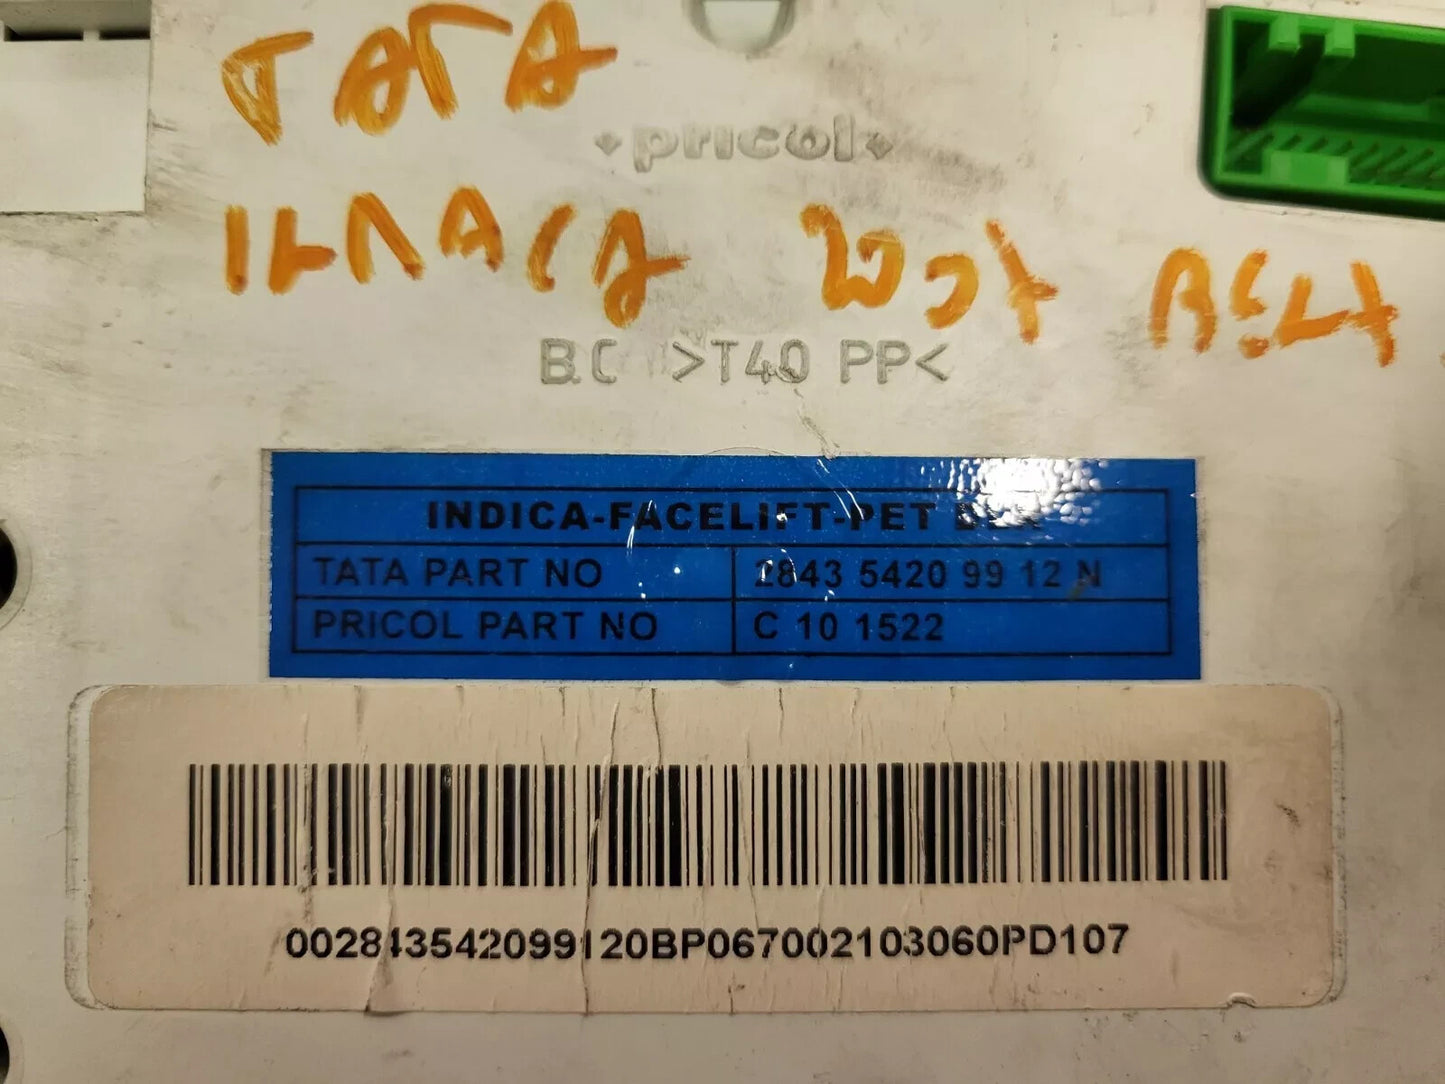 TATA
pricol
INDICA
B.C >T40 PP<
INDICA-FACELIFT-PET
TATA PART NO 2843 5420 99 12 N
PRICOL PART NO C 10 1522
002843542099120BP067002103060PD107